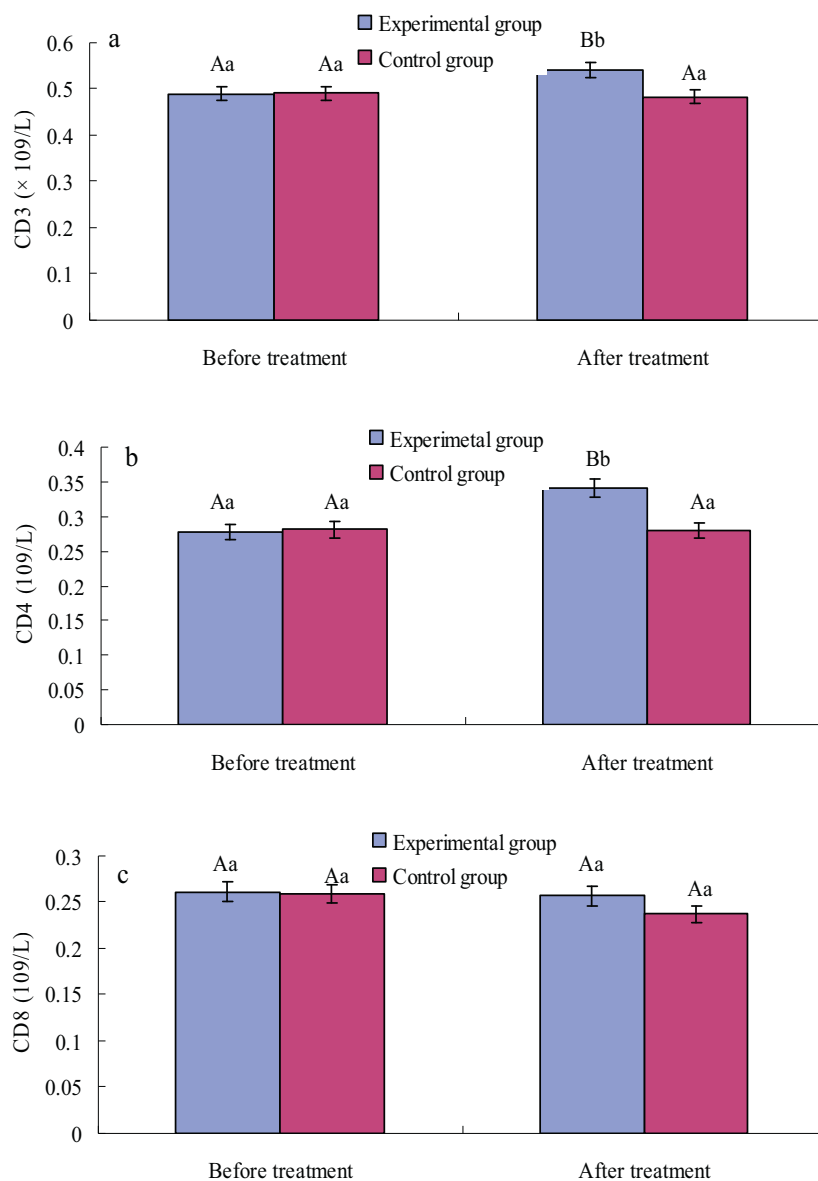 a
Experimental group
Control group
0.6
0.5
0.4
0.3
0.2
0.1
0
CD3 (× 109/L)
Aa
Aa
Bb
Aa
Before treatment
After treatment
b
Experimetal group
Control group
0.4
0.35
0.3
0.25
0.2
0.15
0.1
0.05
0
CD4 (109/L)
Aa
Aa
Bb
Aa
Before treatment
After treatment
c
Experimental group
Control group
0.3
0.25
0.2
0.15
0.1
0.05
0
CD8 (109/L)
Aa
Aa
Aa
Aa
Before treatment
After treatment